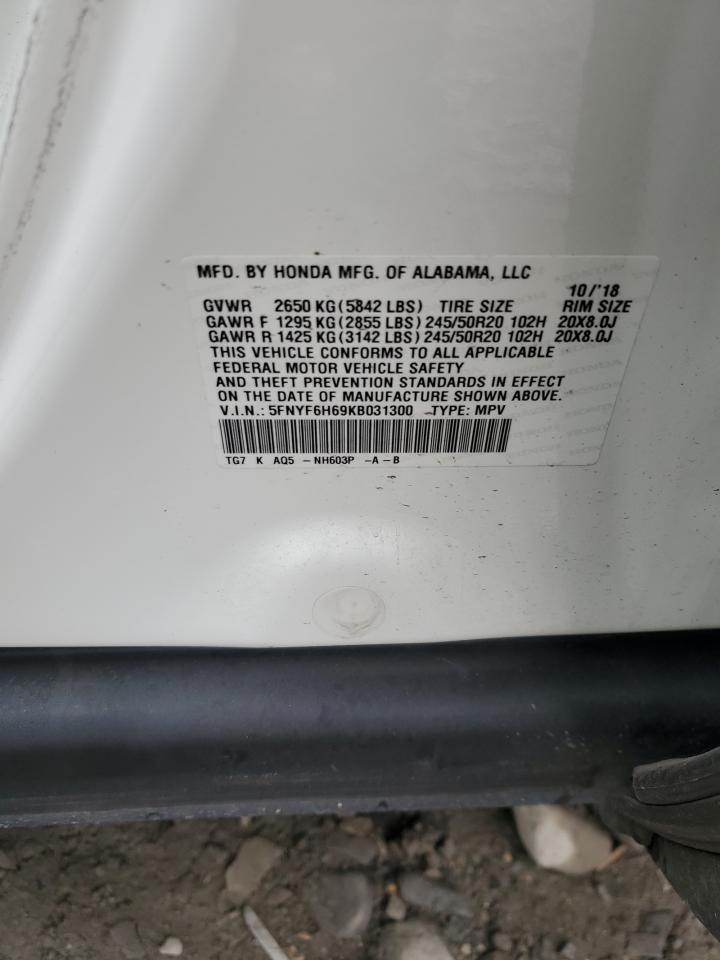 MFD. BY HONDA MFG. OF ALABAMA, LLC
10/'18
GVWR 2650 KG(5842 LBS) TIRE SIZE RIM SIZE
GAWR F 1295 KG(2855 LBS) 245/50R20 102H 20X8.0J
GAWR R 1425 KG(3142 LBS) 245/50R20 102H 20X8.0J
THIS VEHICLE CONFORMS TO ALL APPLICABLE
FEDERAL MOTOR VEHICLE SAFETY
AND THEFT PREVENTION STANDARDS IN EFFECT
ON THE DATE OF MANUFACTURE SHOWN ABOVE.
V.I.N.: 5FNYF6H69KB031300 TYPE: MPV
TG7 K AQ5 -NH603P -A-B